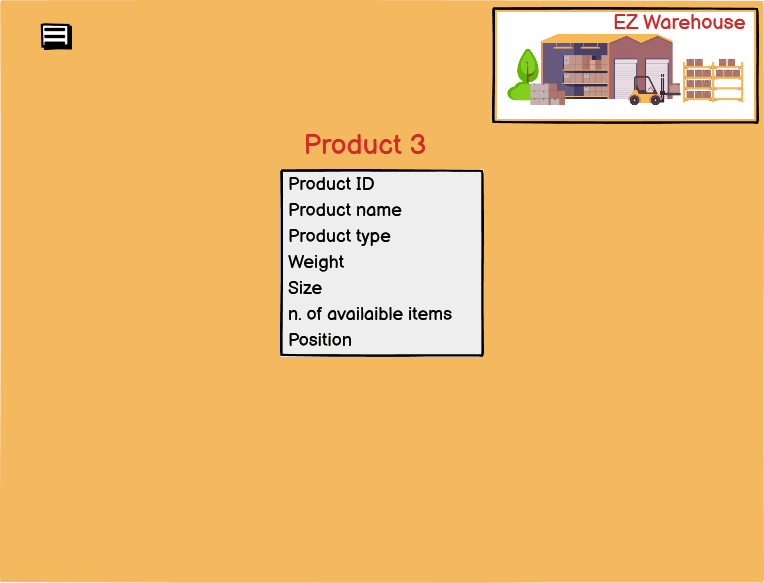 EZ Warehouse
Product 3
Product ID
Product name
Product type
Weight
Size
n. of availaible items
Position